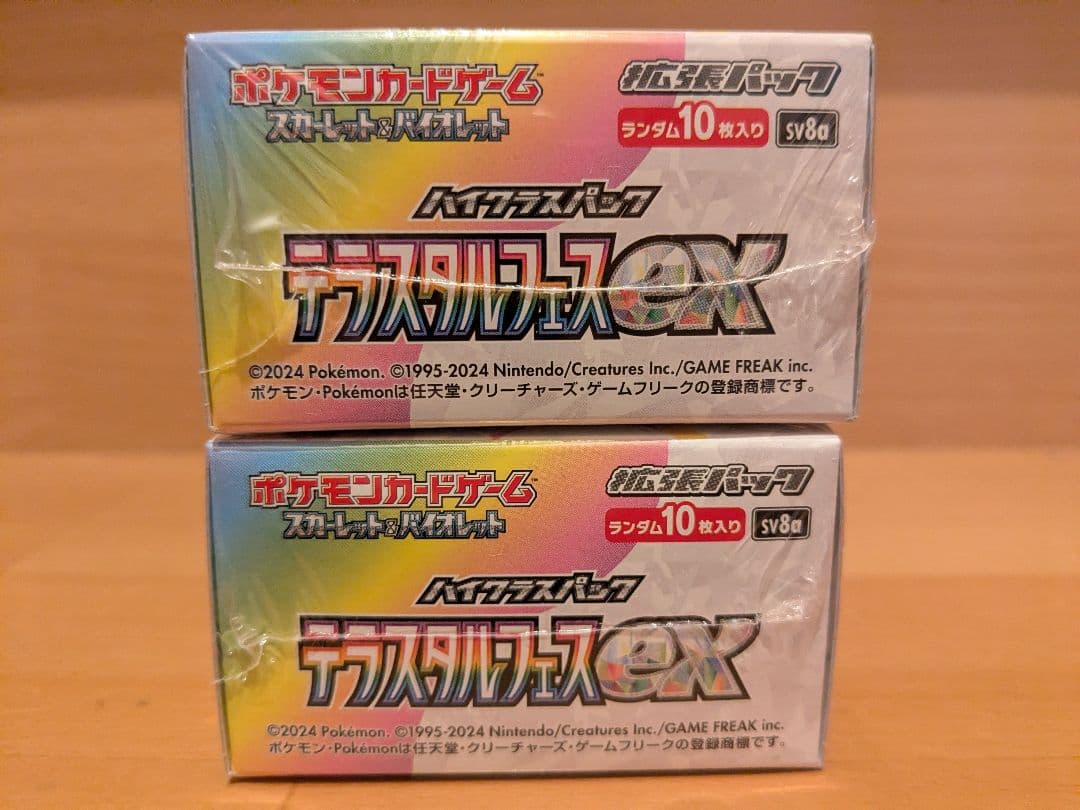 ポケモンカードゲーム™
スカーレット&バイオレット
拡張パック
ランダム10枚入り SV8a
ハイクラスパック
テラスタルフェスex
©2024 Pokémon. ©1995-2024 Nintendo/Creatures Inc./GAME FREAK inc.
ポケモン・Pokémonは任天堂・クリーチャーズ・ゲームフリークの登録商標です。
ポケモンカードゲーム™
スカーレット&バイオレット
拡張パック
ランダム10枚入り SV8a
ハイクラスパック
テラスタルフェスex
©2024 Pokémon. ©1995-2024 Nintendo/Creatures Inc./GAME FREAK inc.
ポケモン・Pokémonは任天堂・クリーチャーズ・ゲームフリークの登録商標です。